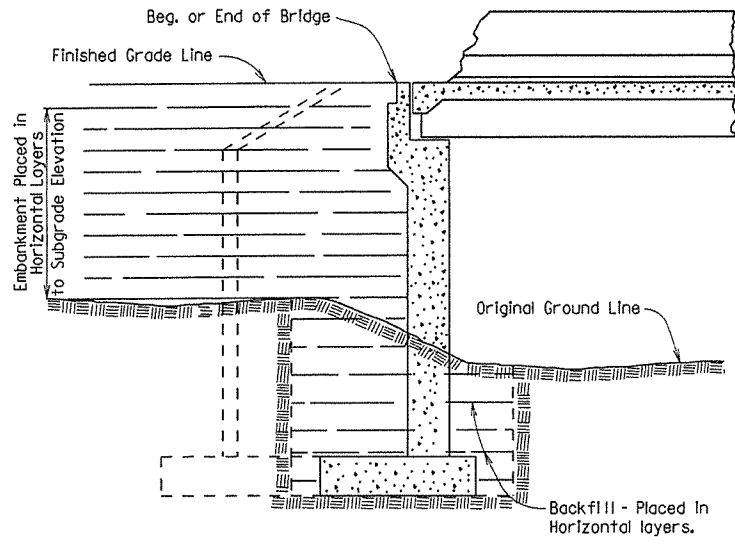 Beg. or End of Bridge
Finished Grade Line
Embankment Placed in
Horizontal Layers
to Subgrade Elevation
Original Ground Line
Backfill - Placed in
Horizontal layers.